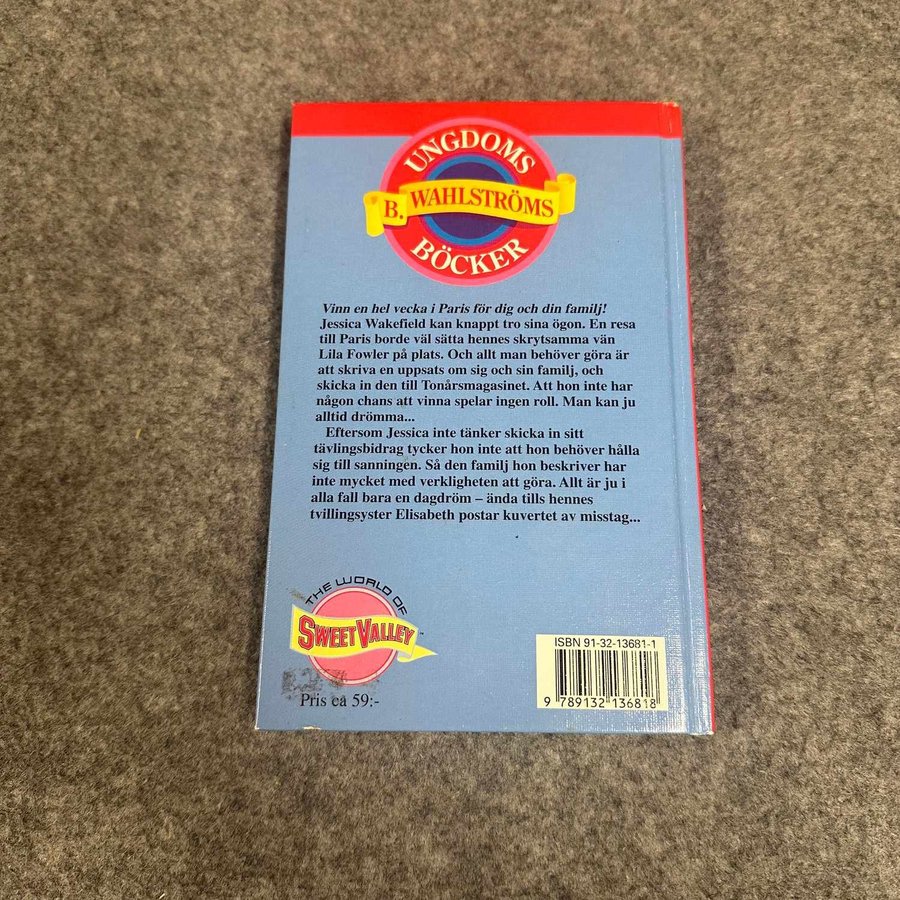 UNGDOMS
B. WAHLSTRÖMS
BÖCKER
Vinn en hel vecka i Paris för dig och din familj!
Jessica Wakefield kan knappt tro sina ögon. En resa
till Paris borde väl sätta hennes skrytsamma vän
Lila Fowler på plats. Och allt man behöver göra är
att skriva en uppsats om sig och sin familj, och
skicka in den till Tonårsmagasinet. Att hon inte har
någon chans att vinna spelar ingen roll. Man kan ju
alltid drömma...
Eftersom Jessica inte tänker skicka in sitt
tävlingsbidrag tycker hon inte att hon behöver hålla
sig till sanningen. Så den familj hon beskriver har
inte mycket med verkligheten att göra. Allt är ju i
alla fall bara en dagdröm – ända tills hennes
tvillingsyster Elisabeth postar kuvertet av misstag...
THE WORLD OF
SWEET VALLEY™
Pris ca 59:-
ISBN 91-32-13681-1
9 789132 136818